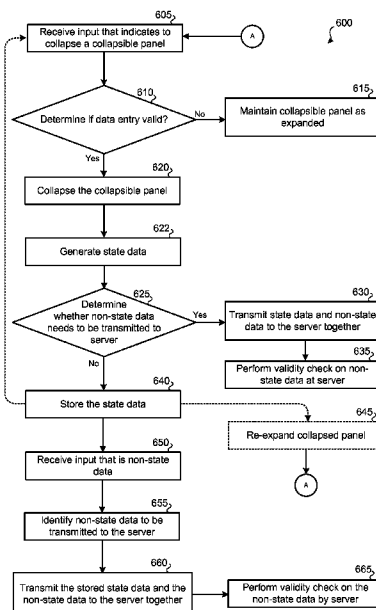 605
Receive input that indicates to
collapse a collapsible panel
A
600
610
Determine if data entry valid?
No
615
Maintain collapsible panel as
expanded
Yes
620
Collapse the collapsible panel
622
Generate state data
Determine
625
whether non-state data
needs to be transmitted to
server
Yes
630
Transmit state data and non-state
data to the server together
635
Perform validity check on non-
state data at server
No
640
Store the state data
645
Re-expand collapsed panel
A
650
Receive input that is non-state
data
655
Identify non-state data to be
transmitted to the server
660
Transmit the stored state data and
the non-state data to the server together
665
Perform validity check on the
non-state data by server